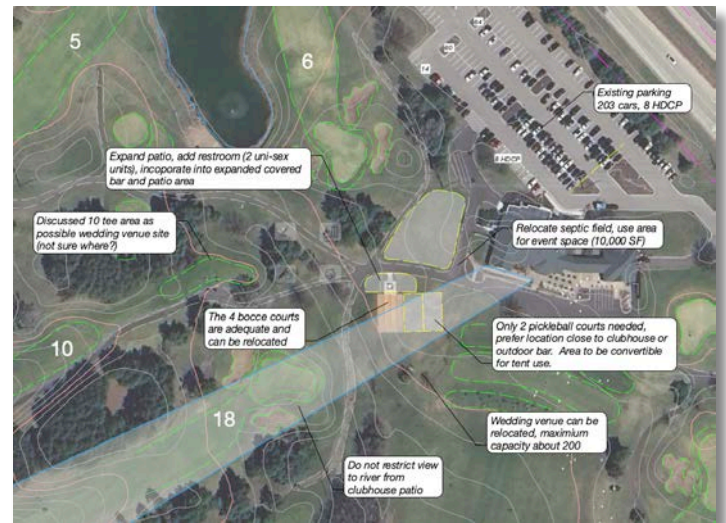 5
6
84
60
14
Existing parking
203 cars, 8 HDCP
8 HDCP
Expand patio, add restroom (2 uni-sex
units), incoporate into expanded covered
bar and patio area
Discussed 10 tee area as
possible wedding venue site
(not sure where?)
Relocate septic field, use area
for event space (10,000 SF)
The 4 bocce courts
are adequate and
can be relocated
Only 2 pickleball courts needed,
prefer location close to clubhouse or
outdoor bar. Area to be convertible
for tent use.
10
18
Wedding venue can be
relocated, maximum
capacity about 200
Do not restrict view
to river from
clubhouse patio